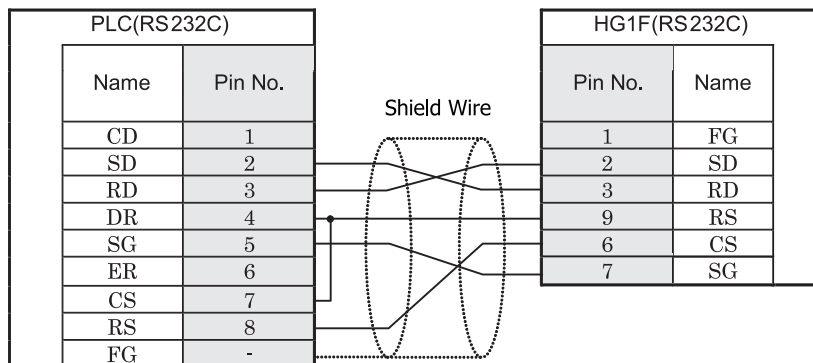 PLC(RS232C)
HG1F(RS232C)
Name Pin No.
Pin No. Name
Shield Wire
CD 1
SD 2
RD 3
DR 4
SG 5
ER 6
CS 7
RS 8
FG -
1 FG
2 SD
3 RD
9 RS
6 CS
7 SG